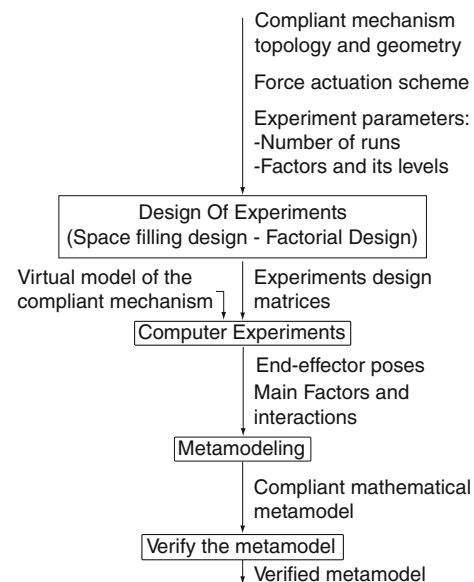 Compliant mechanism
topology and geometry
Force actuation scheme
Experiment parameters:
-Number of runs
-Factors and its levels
Design Of Experiments
(Space filling design - Factorial Design)
Virtual model of the
compliant mechanism
Experiments design
matrices
Computer Experiments
End-effector poses
Main Factors and
interactions
Metamodeling
Compliant mathematical
metamodel
Verify the metamodel
Verified metamodel